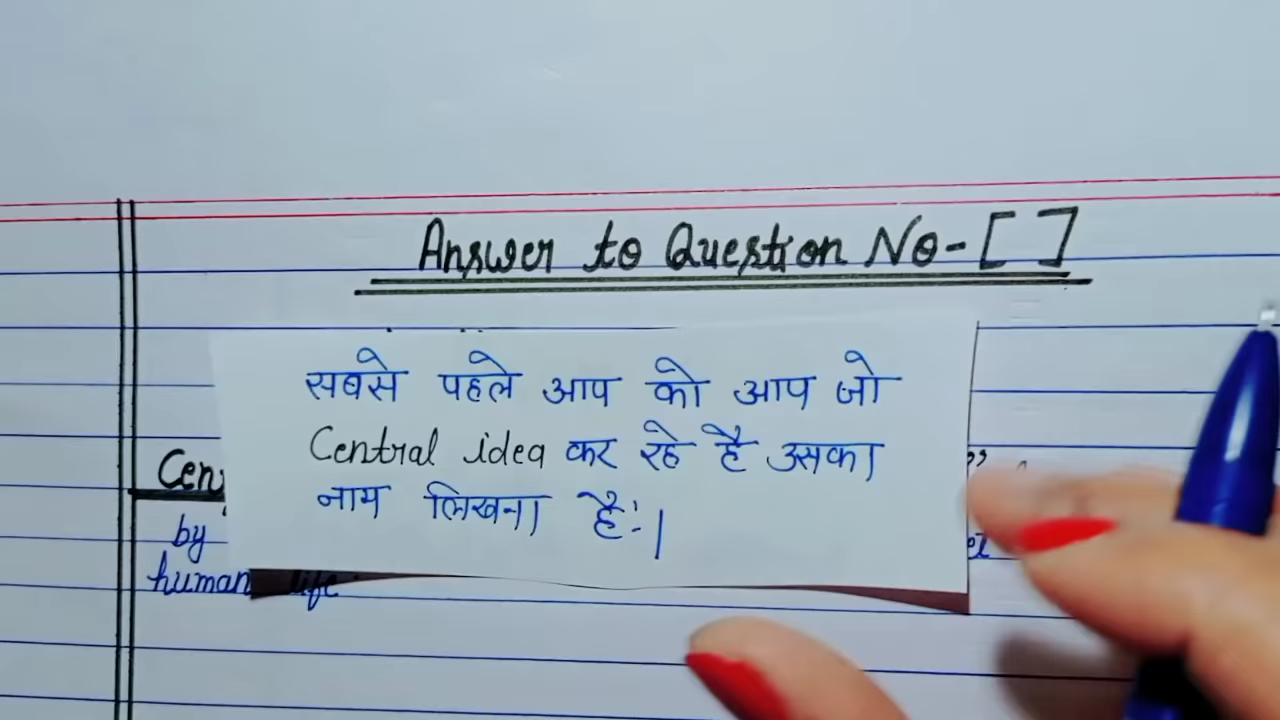 Answer to Question No-[ ]
सबसे पहले आप को आप जो
Central idea कर रहे है उसका
नाम लिखना है:।
by
human life